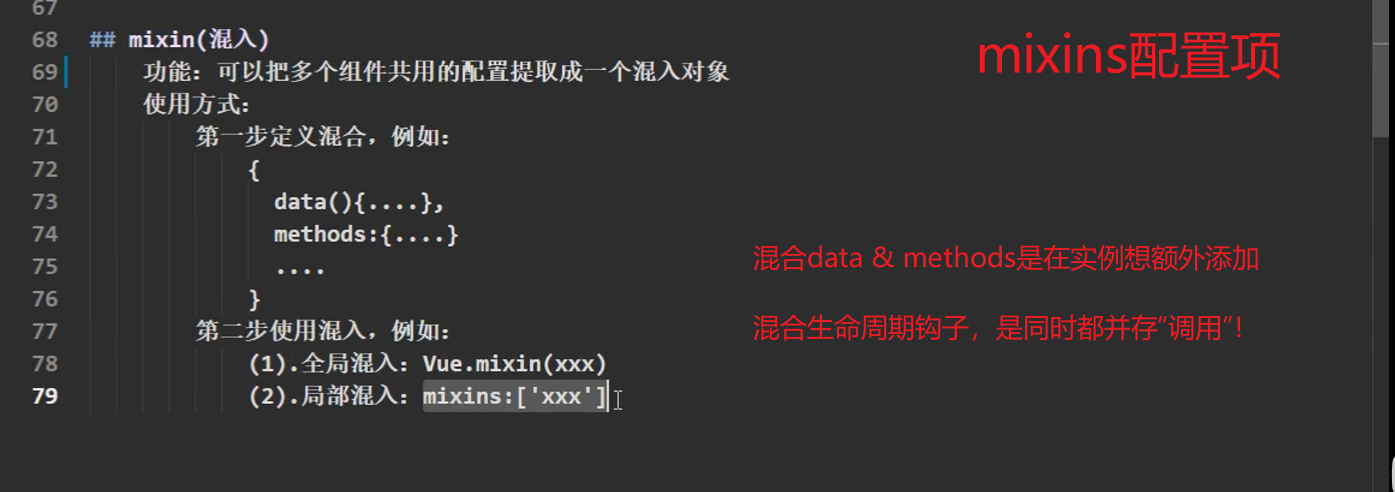 67
68 ## mixin(混入)
mixins配置项
69 功能：可以把多个组件共用的配置提取成一个混入对象
70 使用方式：
71 第一步定义混合，例如：
72 {
73 data(){....},
74 methods:{....}
混合data & methods是在实例想额外添加
75 ....
76 }
混合生命周期钩子，是同时都并存“调用”！
77 第二步使用混入，例如：
78 (1).全局混入：Vue.mixin(xxx)
79 (2).局部混入：mixins:['xxx']